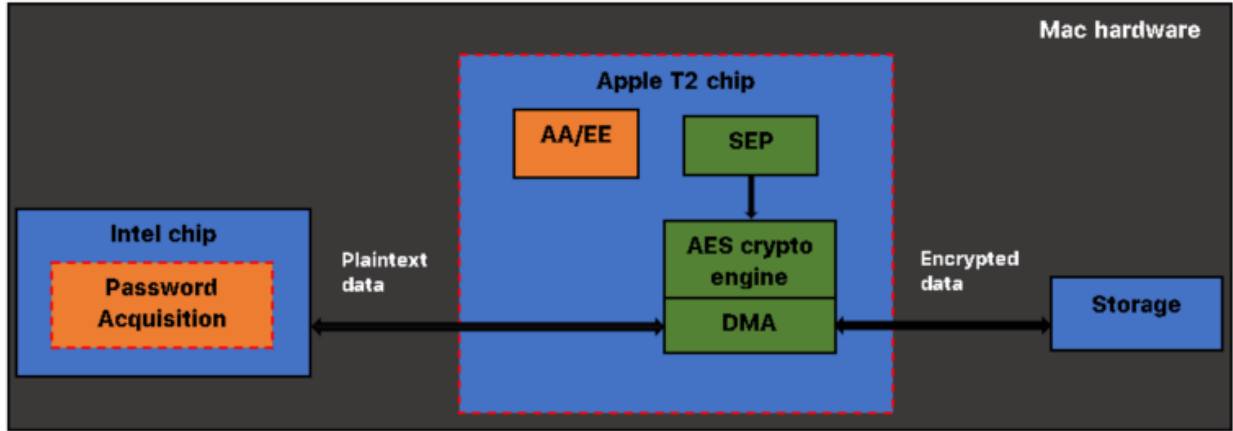 Mac hardware
Apple T2 chip
AA/EE
SEP
Intel chip
Password
Acquisition
Plaintext
data
AES crypto
engine
DMA
Encrypted
data
Storage